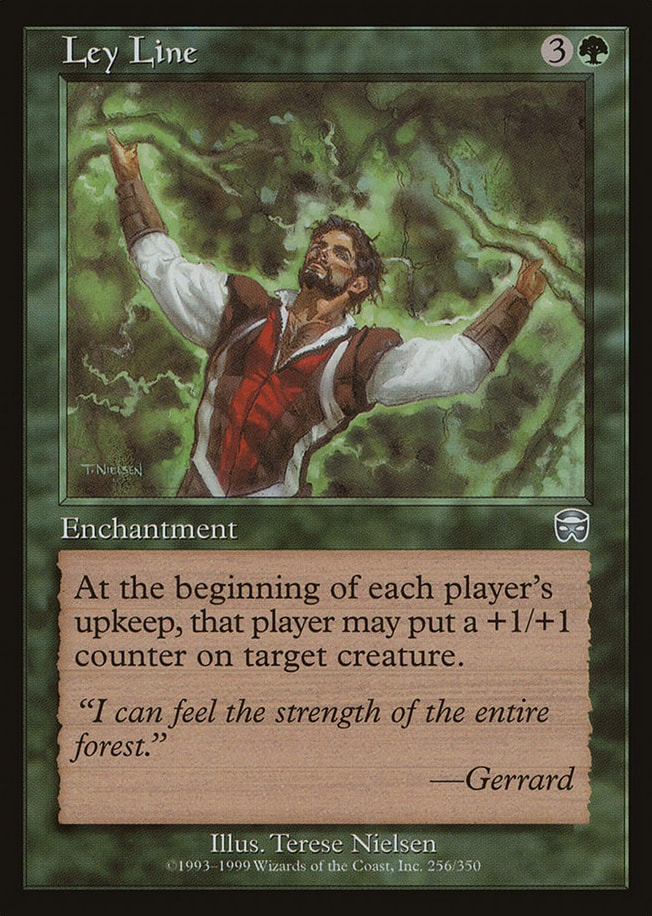 Ley Line
3
T. NIELSEN
Enchantment
At the beginning of each player's
upkeep, that player may put a +1/+1
counter on target creature.
“I can feel the strength of the entire
forest.”
—Gerrard
Illus. Terese Nielsen
©1993–1999 Wizards of the Coast, Inc. 256/350